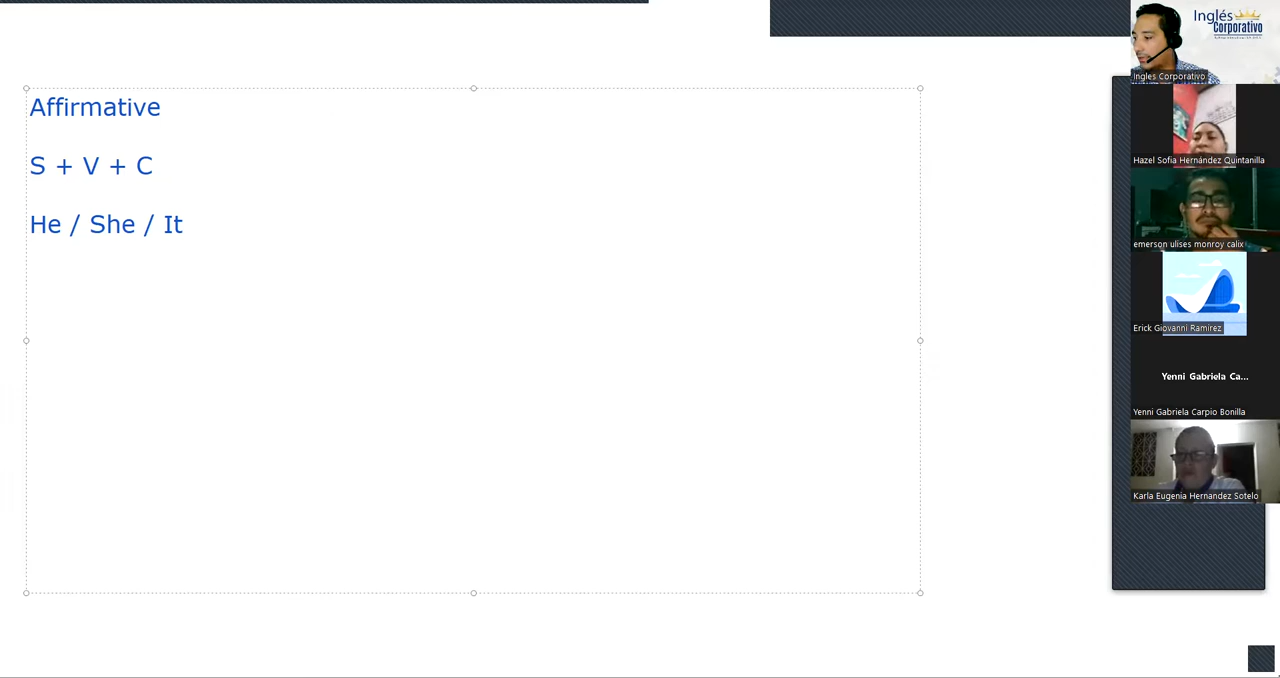 Affirmative
S + V + C
He / She / It
Inglés
Corporativo
Ingles Corporativo
Hazel Sofia Hernández Quintanilla
emerson ulises monroy calix
Erick Giovanni Ramirez
Yenni Gabriela Ca...
Yenni Gabriela Carpio Bonilla
Karla Eugenia Hernandez Sotelo